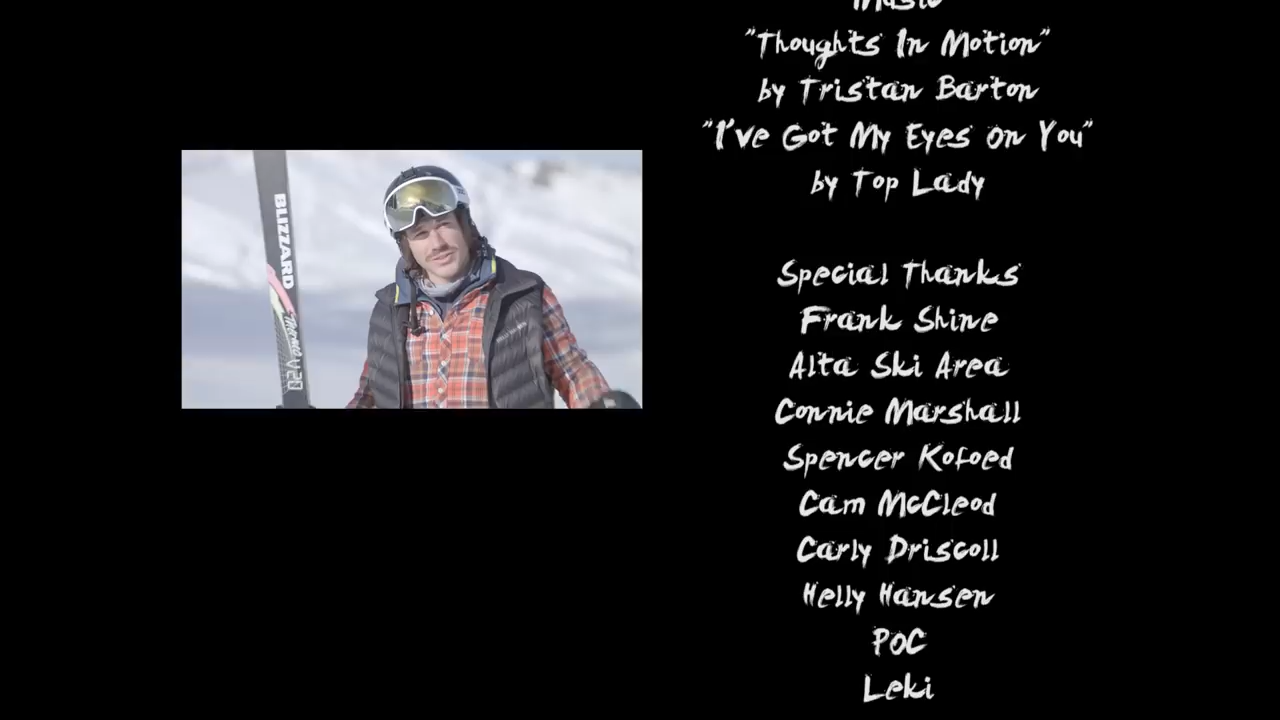 Music
"Thoughts In Motion"
by Tristan Barton
"I've Got My Eyes On You"
by Top Lady
Special Thanks
Frank Shine
Alta Ski Area
Connie Marshall
Spencer Kofoed
Cam McCleod
Carly Driscoll
Helly Hansen
POC
Leki
BLIZZARD